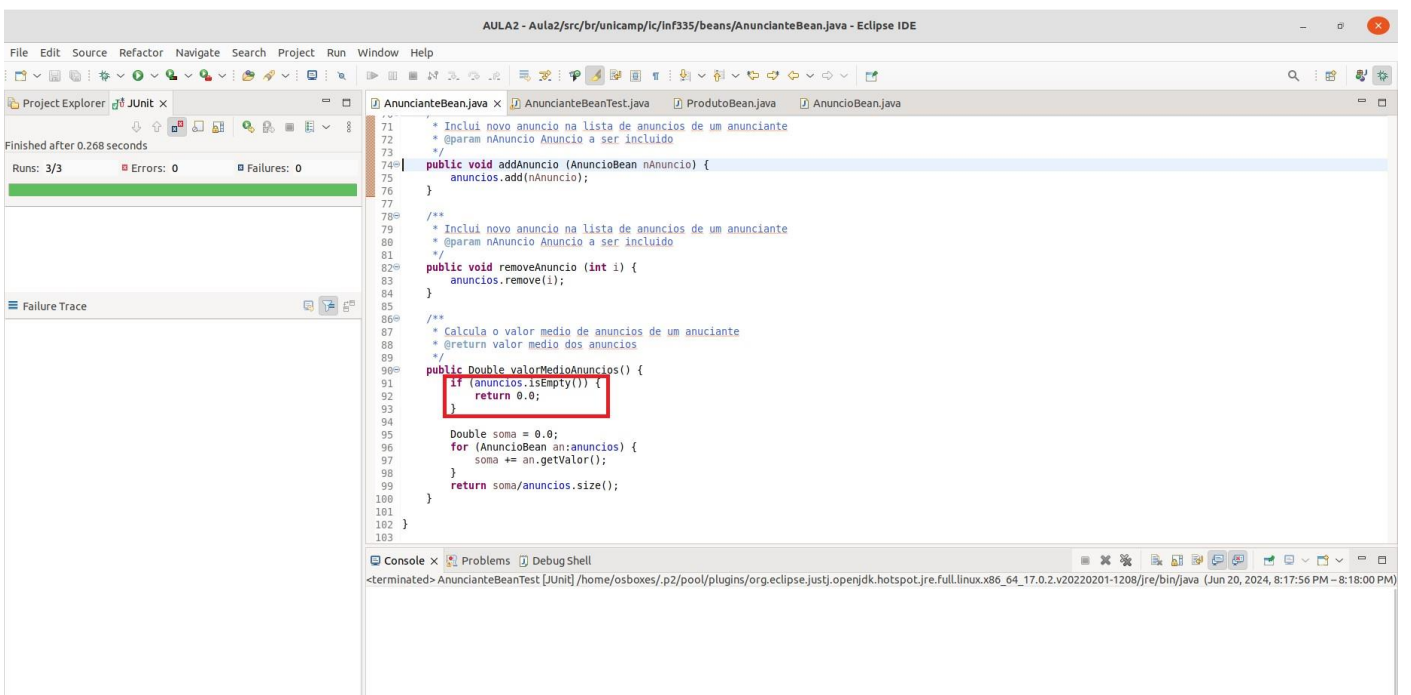 AULA2 - Aula2/src/br/unicamp/ic/inf335/beans/AnuncianteBean.java - Eclipse IDE
File Edit Source Refactor Navigate Search Project Run Window Help
Project Explorer JUnit
Finished after 0.268 seconds
Runs: 3/3 Errors: 0 Failures: 0
Failure Trace
AnuncianteBean.java AnuncianteBeanTest.java ProdutoBean.java AnuncioBean.java
71 * Inclui novo anuncio na lista de anuncios de um anunciante
72 * @param nAnuncio Anuncio a ser incluido
73 */
74 public void addAnuncio (AnuncioBean nAnuncio) {
75 anuncios.add(nAnuncio);
76 }
77
78 /**
79 * Inclui novo anuncio na lista de anuncios de um anunciante
80 * @param nAnuncio Anuncio a ser incluido
81 */
82 public void removeAnuncio (int i) {
83 anuncios.remove(i);
84 }
85
86 /**
87 * Calcula o valor medio de anuncios de um anuciante
88 * @return valor medio dos anuncios
89 */
90 public Double valorMedioAnuncios() {
91 if (anuncios.isEmpty()) {
92 return 0.0;
93 }
94
95 Double soma = 0.0;
96 for (AnuncioBean an:anuncios) {
97 soma += an.getValor();
98 }
99 return soma/anuncios.size();
100 }
101
102 }
103
Console Problems Debug Shell
<terminated> AnuncianteBeanTest [JUnit] /home/osboxes/.p2/pool/plugins/org.eclipse.justj.openjdk.hotspot.jre.full.linux.x86_64_17.0.2.v20220201-1208/jre/bin/java (Jun 20, 2024, 8:17:56 PM – 8:18:00 PM)